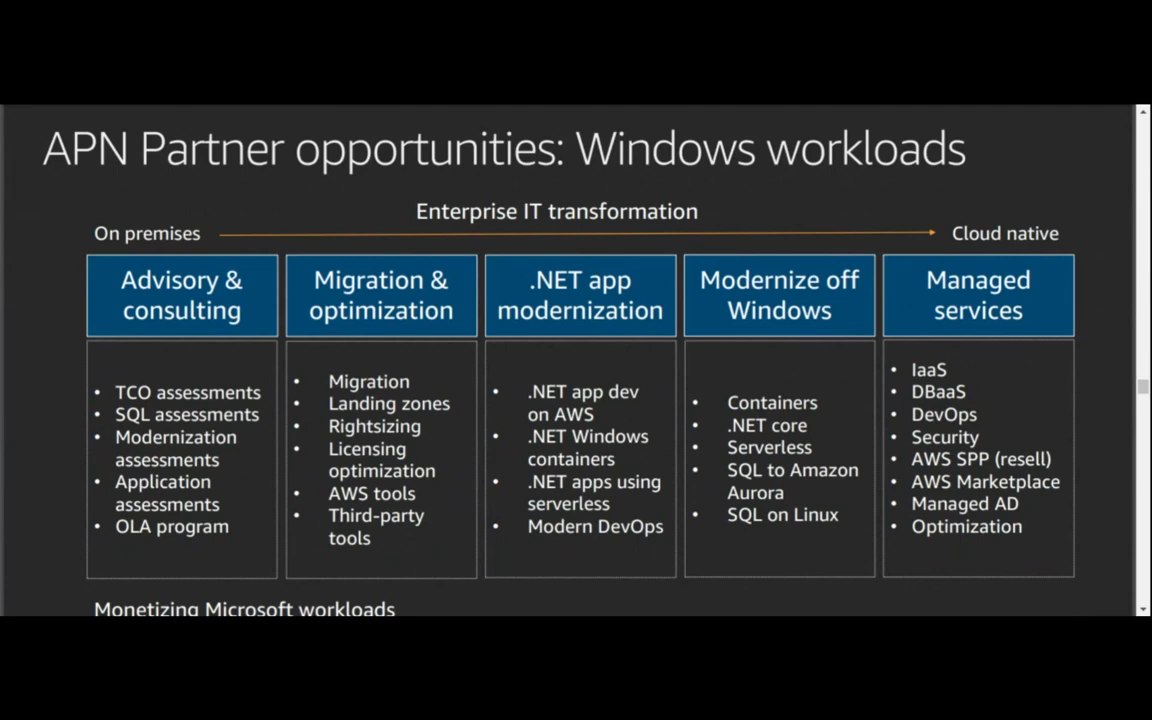 APN Partner opportunities: Windows workloads
Enterprise IT transformation
On premises
Cloud native
Advisory &
consulting
• TCO assessments
• SQL assessments
• Modernization
assessments
• Application
assessments
• OLA program
Migration &
optimization
• Migration
• Landing zones
• Rightsizing
• Licensing
optimization
• AWS tools
• Third-party
tools
.NET app
modernization
• .NET app dev
on AWS
• .NET Windows
containers
• .NET apps using
serverless
• Modern DevOps
Modernize off
Windows
• Containers
• .NET core
• Serverless
• SQL to Amazon
Aurora
• SQL on Linux
Managed
services
• IaaS
• DBaaS
• DevOps
• Security
• AWS SPP (resell)
• AWS Marketplace
• Managed AD
• Optimization
Monetizing Microsoft workloads